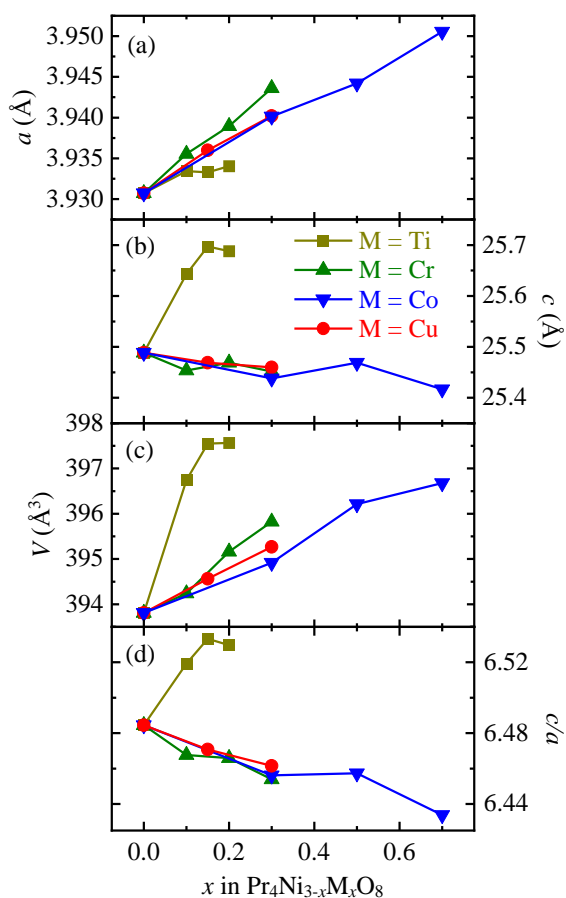 (a)
a (Å)
3.950
3.945
3.940
3.935
3.930
(b)
M = Ti
M = Cr
M = Co
M = Cu
25.7
25.6
25.5
25.4
c (Å)
(c)
V (Å³)
398
397
396
395
394
(d)
6.52
6.48
6.44
c/a
0.0 0.2 0.4 0.6
x in Pr₄Ni₃₋ₓMₓO₈